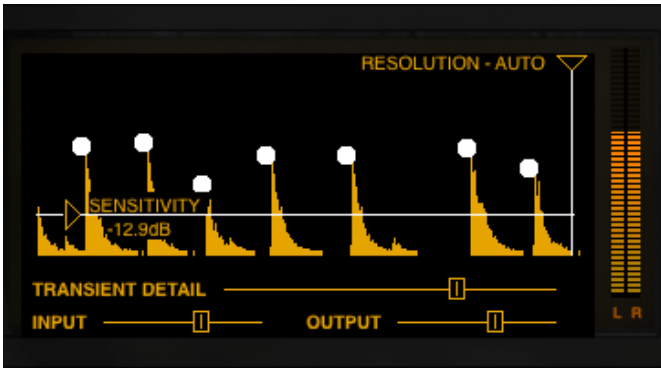 RESOLUTION - AUTO
SENSITIVITY
-12.9dB
TRANSIENT DETAIL
INPUT OUTPUT
L R